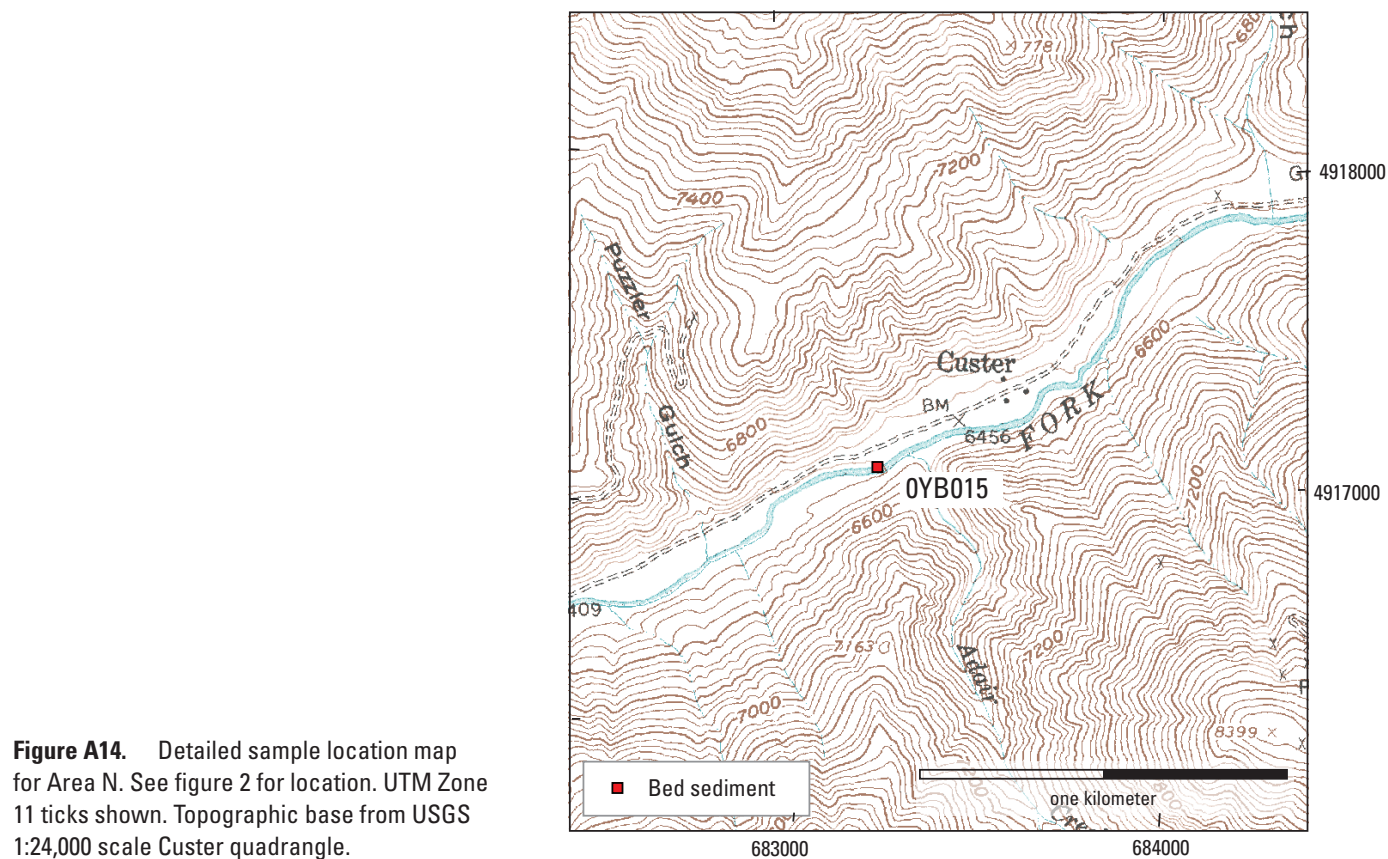 7781
7200
4918000
7400
Puzzler
Gulch
Custer
6600
BM
6456
FORK
6800
0YB015
4917000
7200
6600
409
7163
Adair
7200
7000
8399
Bed sediment
one kilometer
683000
684000
Figure A14. Detailed sample location map
for Area N. See figure 2 for location. UTM Zone
11 ticks shown. Topographic base from USGS
1:24,000 scale Custer quadrangle.